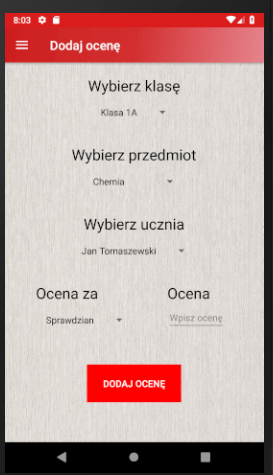 8:03
Dodaj ocenę
Wybierz klasę
Klasa 1A
Wybierz przedmiot
Chemia
Wybierz ucznia
Jan Tomaszewski
Ocena za Ocena
Sprawdzian Wpisz ocenę
DODAJ OCENĘ